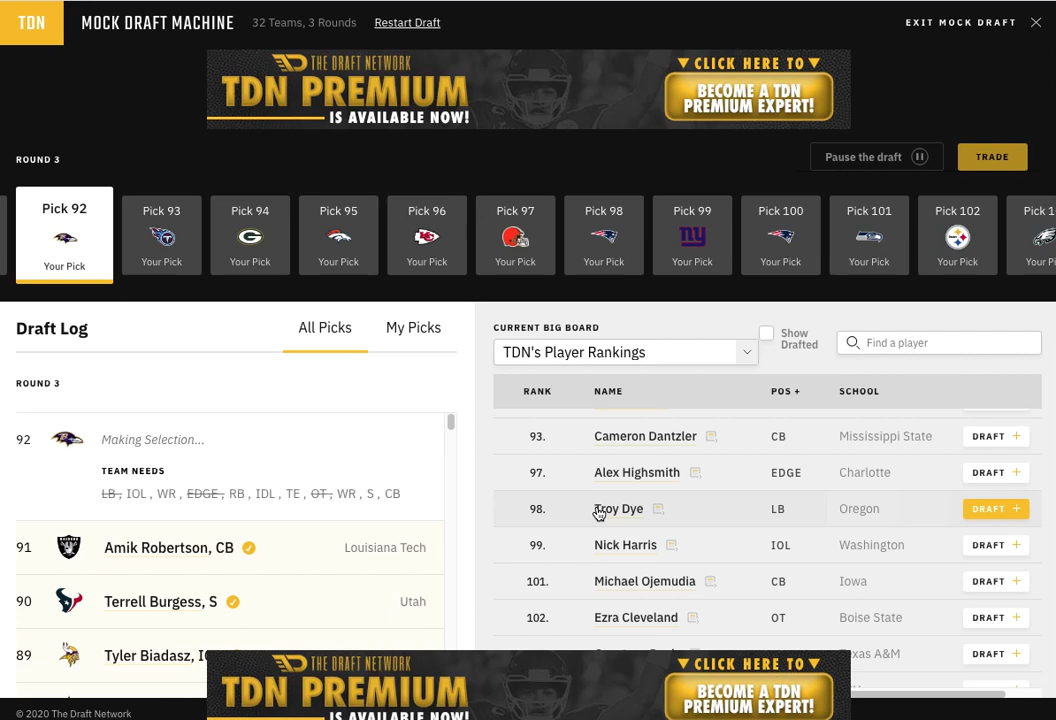 TDN MOCK DRAFT MACHINE 32 Teams, 3 Rounds Restart Draft EXIT MOCK DRAFT
THE DRAFT NETWORK
TDN PREMIUM
IS AVAILABLE NOW!
CLICK HERE TO
BECOME A TDN
PREMIUM EXPERT!
ROUND 3
Pause the draft TRADE
Pick 92 Pick 93 Pick 94 Pick 95 Pick 96 Pick 97 Pick 98 Pick 99 Pick 100 Pick 101 Pick 102 Pick 1
ny
Your Pick Your Pick Your Pick Your Pick Your Pick Your Pick Your Pick Your Pick Your Pick Your Pick Your Pick Your Pi
Draft Log All Picks My Picks
ROUND 3
92 Making Selection...
TEAM NEEDS
LB , IOL , WR , EDGE , RB , IDL , TE , OT , WR , S , CB
91 Amik Robertson, CB Louisiana Tech
90 Terrell Burgess, S Utah
89 Tyler Biadasz,
CURRENT BIG BOARD
TDN's Player Rankings
Show
Drafted
Find a player
RANK NAME POS + SCHOOL
93. Cameron Dantzler CB Mississippi State DRAFT +
97. Alex Highsmith EDGE Charlotte DRAFT +
98. Troy Dye LB Oregon DRAFT +
99. Nick Harris IOL Washington DRAFT +
101. Michael Ojemudia CB Iowa DRAFT +
102. Ezra Cleveland OT Boise State DRAFT +
Texas A&M DRAFT +
THE DRAFT NETWORK
TDN PREMIUM
IS AVAILABLE NOW!
CLICK HERE TO
BECOME A TDN
PREMIUM EXPERT!
© 2020 The Draft Network